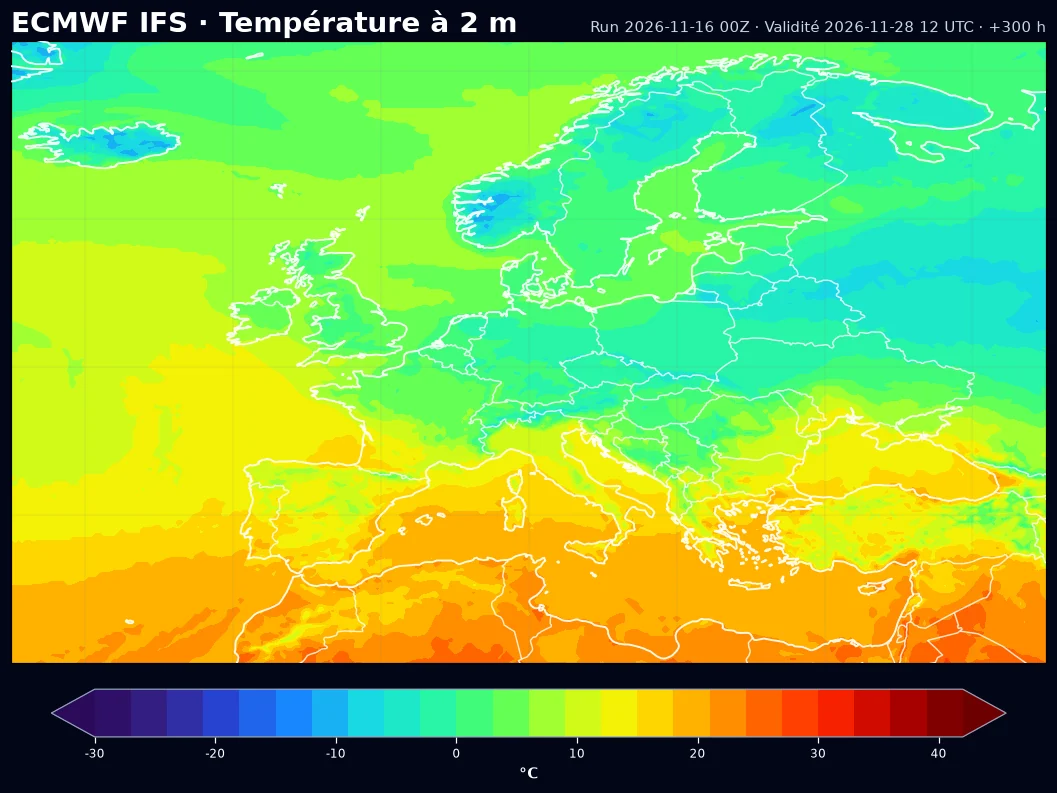 ECMWF IFS · Température à 2 m
Run 2026-11-16 00Z · Validité 2026-11-28 12 UTC · +300 h
-30 -20 -10 0 10 20 30 40
°C